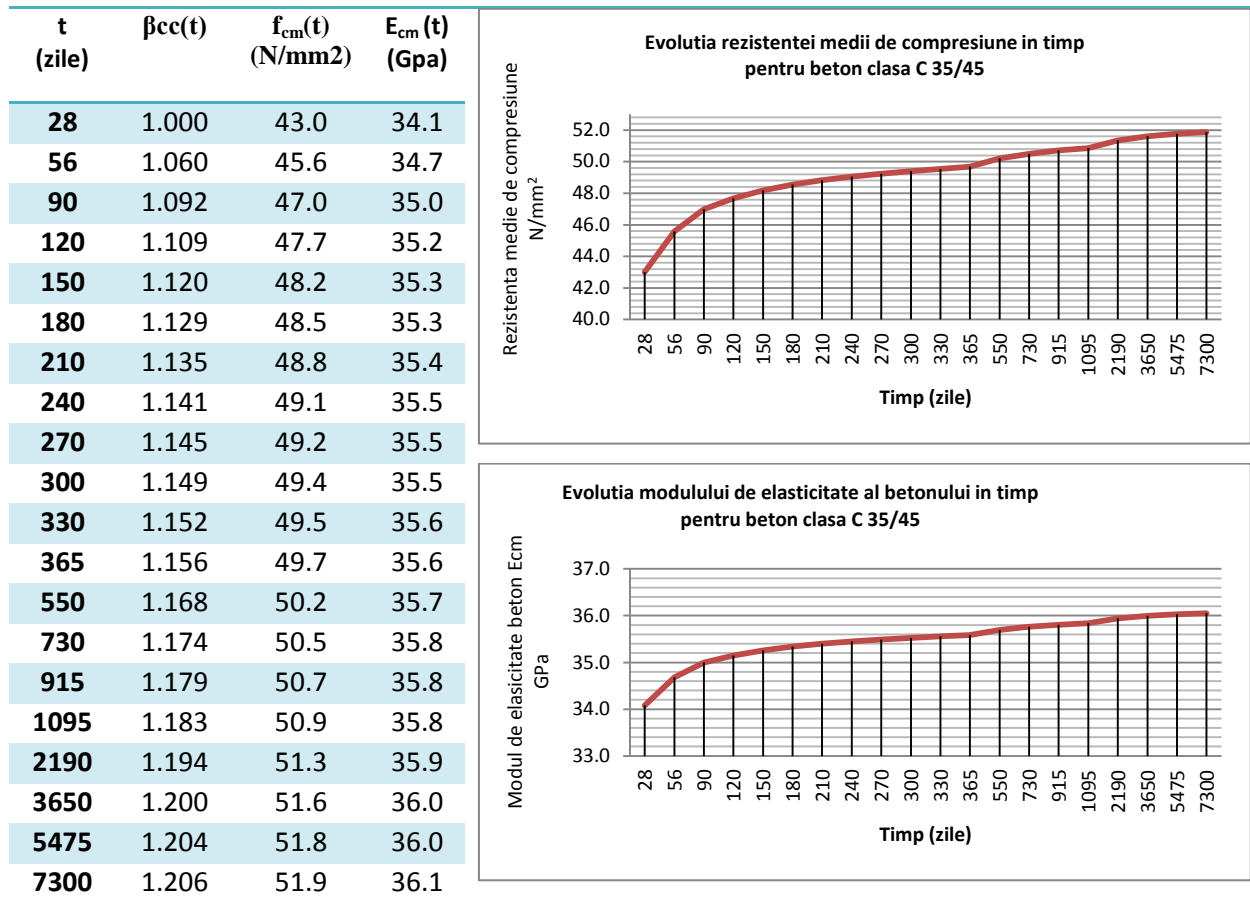 t (zile) βcc(t) fcm(t) (N/mm2) Ecm (t) (Gpa)
28 1.000 43.0 34.1
56 1.060 45.6 34.7
90 1.092 47.0 35.0
120 1.109 47.7 35.2
150 1.120 48.2 35.3
180 1.129 48.5 35.3
210 1.135 48.8 35.4
240 1.141 49.1 35.5
270 1.145 49.2 35.5
300 1.149 49.4 35.5
330 1.152 49.5 35.6
365 1.156 49.7 35.6
550 1.168 50.2 35.7
730 1.174 50.5 35.8
915 1.179 50.7 35.8
1095 1.183 50.9 35.8
2190 1.194 51.3 35.9
3650 1.200 51.6 36.0
5475 1.204 51.8 36.0
7300 1.206 51.9 36.1
Evolutia rezistentei medii de compresiune in timp
pentru beton clasa C 35/45
Rezistenta medie de compresiune
N/mm²
52.0
50.0
48.0
46.0
44.0
42.0
40.0
28 56 90 120 150 180 210 240 270 300 330 365 550 730 915 1095 2190 3650 5475 7300
Timp (zile)
Evolutia modulului de elasticitate al betonului in timp
pentru beton clasa C 35/45
Modul de elasicitate beton Ecm
GPa
37.0
36.0
35.0
34.0
33.0
28 56 90 120 150 180 210 240 270 300 330 365 550 730 915 1095 2190 3650 5475 7300
Timp (zile)